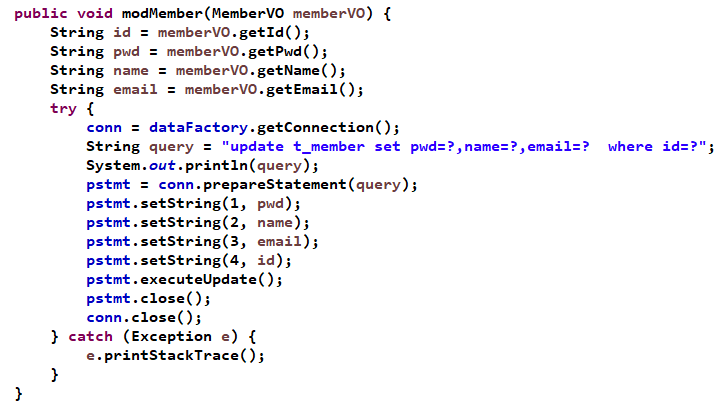 public void modMember(MemberVO memberVO) {
    String id = memberVO.getId();
    String pwd = memberVO.getPwd();
    String name = memberVO.getName();
    String email = memberVO.getEmail();
    try {
        conn = dataFactory.getConnection();
        String query = "update t_member set pwd=?,name=?,email=?  where id=?";
        System.out.println(query);
        pstmt = conn.prepareStatement(query);
        pstmt.setString(1, pwd);
        pstmt.setString(2, name);
        pstmt.setString(3, email);
        pstmt.setString(4, id);
        pstmt.executeUpdate();
        pstmt.close();
        conn.close();
    } catch (Exception e) {
        e.printStackTrace();
    }
}